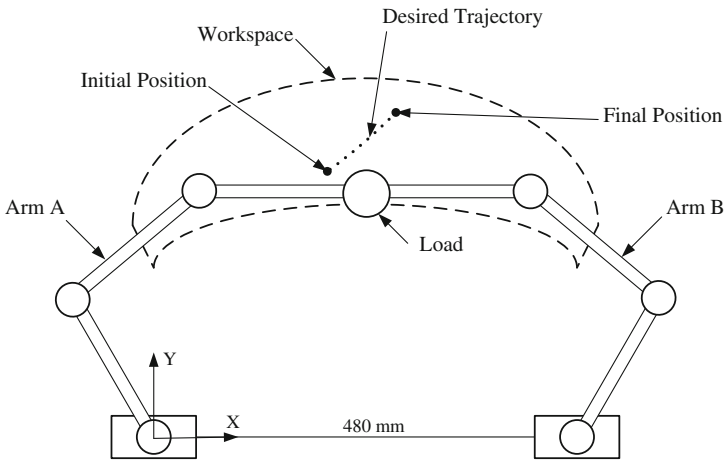 Desired Trajectory
Workspace
Initial Position
Final Position
Arm A
Arm B
Load
Y
X
480 mm